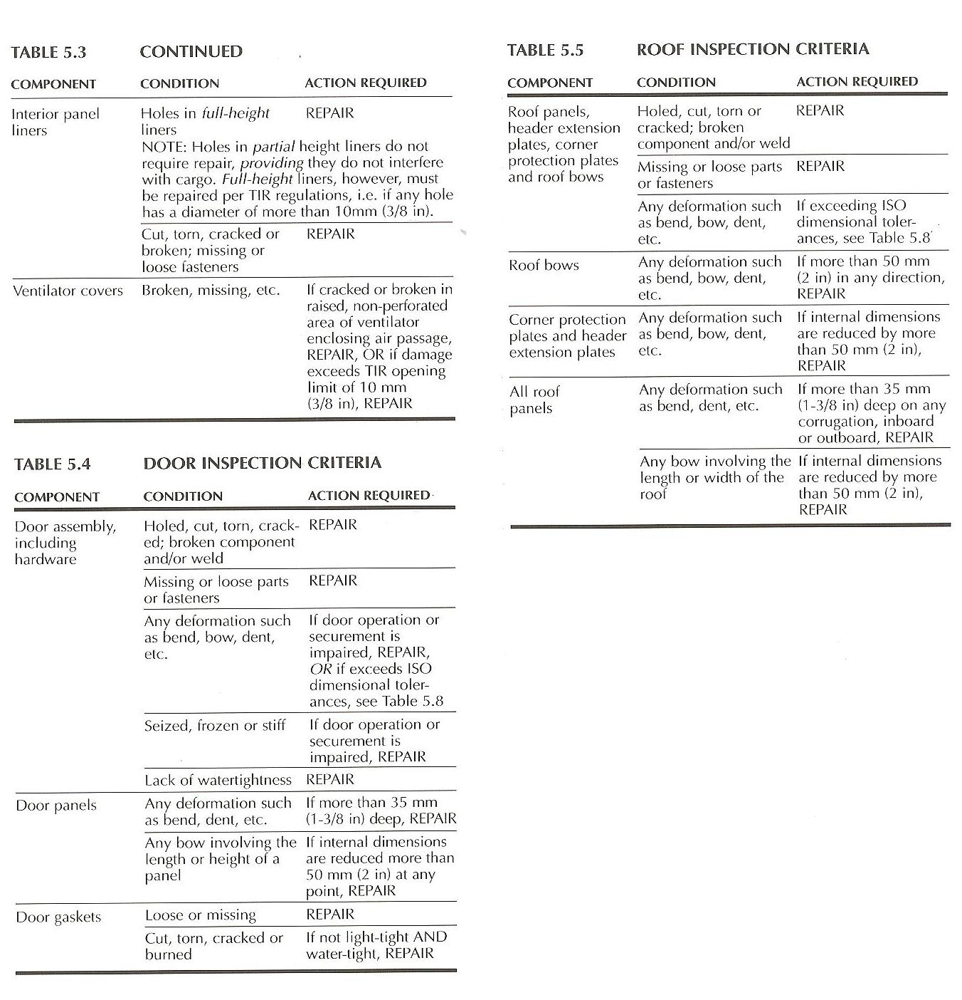 TABLE 5.3 CONTINUED
COMPONENT CONDITION ACTION REQUIRED
Interior panel Holes in full-height REPAIR
liners liners
NOTE: Holes in partial height liners do not
require repair, providing they do not interfere
with cargo. Full-height liners, however, must
be repaired per TIR regulations, i.e. if any hole
has a diameter of more than 10mm (3/8 in).
Cut, torn, cracked or REPAIR
broken; missing or
loose fasteners
Ventilator covers Broken, missing, etc. If cracked or broken in
raised, non-perforated
area of ventilator
enclosing air passage,
REPAIR, OR if damage
exceeds TIR opening
limit of 10 mm
(3/8 in), REPAIR
TABLE 5.4 DOOR INSPECTION CRITERIA
COMPONENT CONDITION ACTION REQUIRED
Door assembly, Holed, cut, torn, crack- REPAIR
including ed; broken component
hardware and/or weld
Missing or loose parts REPAIR
or fasteners
Any deformation such If door operation or
as bend, bow, dent, securement is
etc. impaired, REPAIR,
OR if exceeds ISO
dimensional toler-
ances, see Table 5.8
Seized, frozen or stiff If door operation or
securement is
impaired, REPAIR
Lack of watertightness REPAIR
Door panels Any deformation such If more than 35 mm
as bend, dent, etc. (1-3/8 in) deep, REPAIR
Any bow involving the If internal dimensions
length or height of a are reduced more than
panel 50 mm (2 in) at any
point, REPAIR
Door gaskets Loose or missing REPAIR
Cut, torn, cracked or If not light-tight AND
burned water-tight, REPAIR
TABLE 5.5 ROOF INSPECTION CRITERIA
COMPONENT CONDITION ACTION REQUIRED
Roof panels, Holed, cut, torn or REPAIR
header extension cracked; broken
plates, corner component and/or weld
protection plates Missing or loose parts REPAIR
and roof bows or fasteners
Any deformation such If exceeding ISO
as bend, bow, dent, dimensional toler-
etc. ances, see Table 5.8
Roof bows Any deformation such If more than 50 mm
as bend, bow, dent, (2 in) in any direction,
etc. REPAIR
Corner protection Any deformation such If internal dimensions
plates and header as bend, bow, dent, are reduced by more
extension plates etc. than 50 mm (2 in),
REPAIR
All roof Any deformation such If more than 35 mm
panels as bend, dent, etc. (1-3/8 in) deep on any
corrugation, inboard
or outboard, REPAIR
Any bow involving the If internal dimensions
length or width of the are reduced by more
roof than 50 mm (2 in),
REPAIR